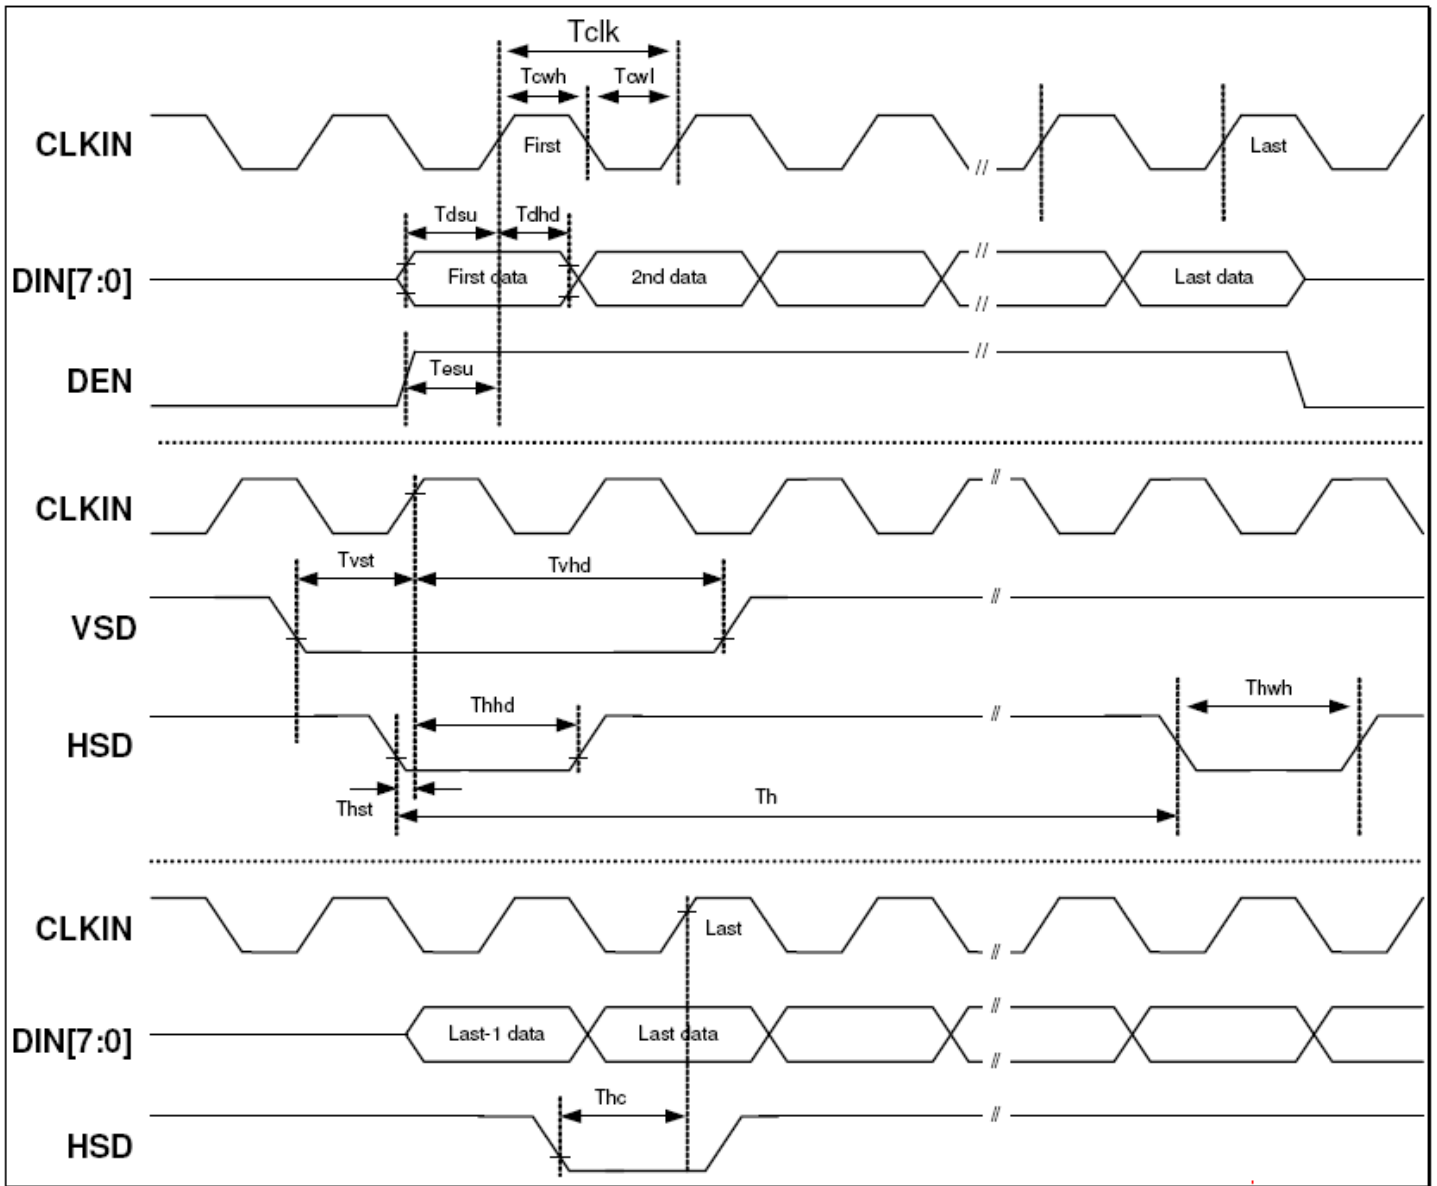 Tclk
Tcwh Tcwl
CLKIN First // Last
Tdsu Tdhd
//
DIN[7:0] First data 2nd data Last data
//
DEN Tesu //
CLKIN //
Tvst Tvhd
VSD //
Thhd Thwh
HSD //
Thst Th
CLKIN Last //
//
DIN[7:0] Last-1 data Last data
//
Thc
HSD //